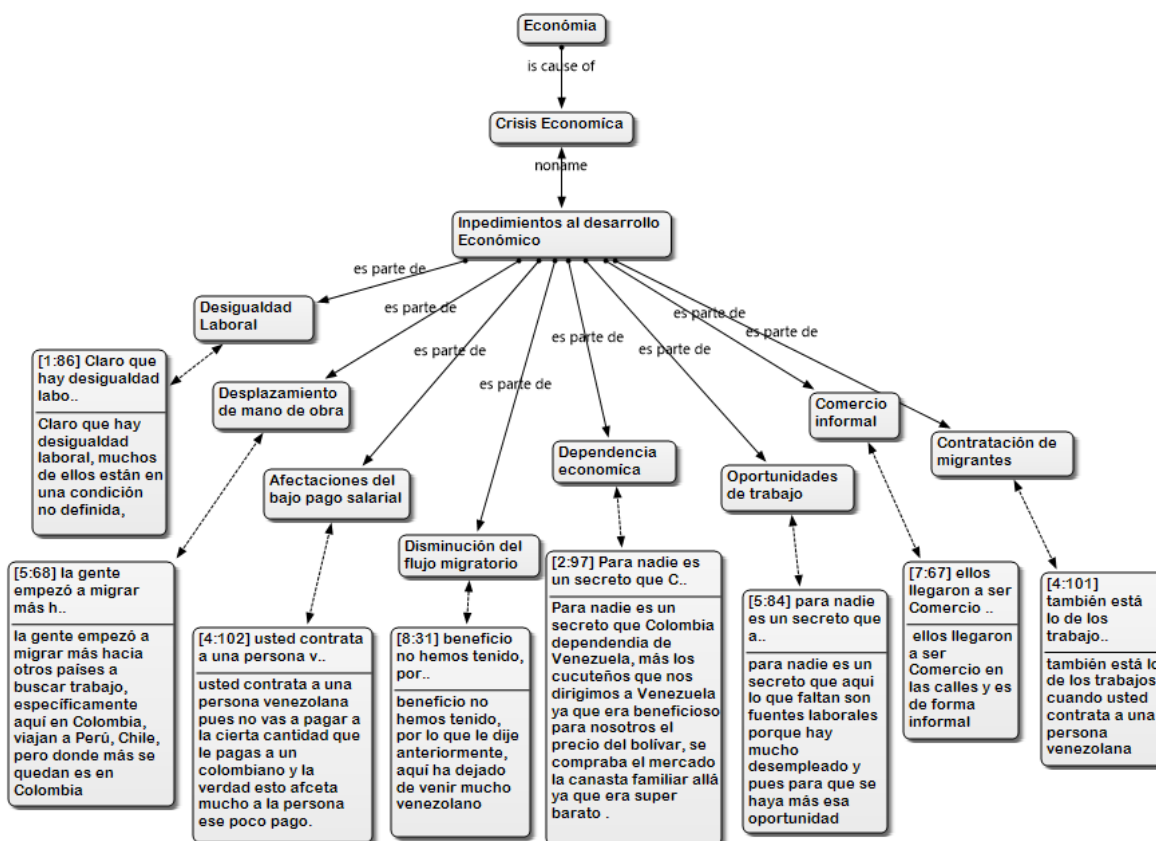 Económia
is cause of
Crisis Economíca
noname
Inpedimientos al desarrollo
Económico
es parte de
es parte de
es parte de
es parte de
es parte de
es parte de
es parte de
es parte de
Desigualdad
Laboral
[1:86] Claro que
hay desigualdad
labo..
Claro que hay
desigualdad
laboral, muchos
de ellos están en
una condición
no definida,
Desplazamiento
de mano de obra
[5:68] la gente
empezó a migrar
más h..
la gente empezó a
migrar más hacia
otros países a
buscar trabajo,
específicamente
aquí en Colombia,
viajan a Perú, Chile,
pero donde más se
quedan es en
Colombia
Afectaciones del
bajo pago salarial
[4:102] usted contrata
a una persona v..
usted contrata a una
persona venezolana
pues no vas a pagar a
la cierta cantidad que
le pagas a un
colombiano y la
verdad esto afceta
mucho a la persona
ese poco pago.
Disminución del
flujo migratorio
[8:31] beneficio
no hemos tenido,
por..
beneficio no
hemos tenido,
por lo que le dije
anteriormente,
aquí ha dejado
de venir mucho
venezolano
Dependencia
economíca
[2:97] Para nadie es
un secreto que C..
Para nadie es un
secreto que Colombia
dependendia de
Venezuela, más los
cucuteños que nos
dirigimos a Venezuela
ya que era beneficioso
para nosotros el
precio del bolívar, se
compraba el mercado
la canasta familiar allá
ya que era super
barato .
Oportunidades
de trabajo
[5:84] para nadie
es un secreto que
a..
para nadie es un
secreto que aqui
lo que faltan son
fuentes laborales
porque hay
mucho
desempleado y
pues para que se
haya más esa
oportunidad
Comercio
informal
[7:67] ellos
llegaron a ser
Comercio ..
ellos llegaron
a ser
Comercio en
las calles y es
de forma
informal
Contratación de
migrantes
[4:101]
también está
lo de los
trabajo..
también está lo
de los trabajos
cuando usted
contrata a una
persona
venezolana